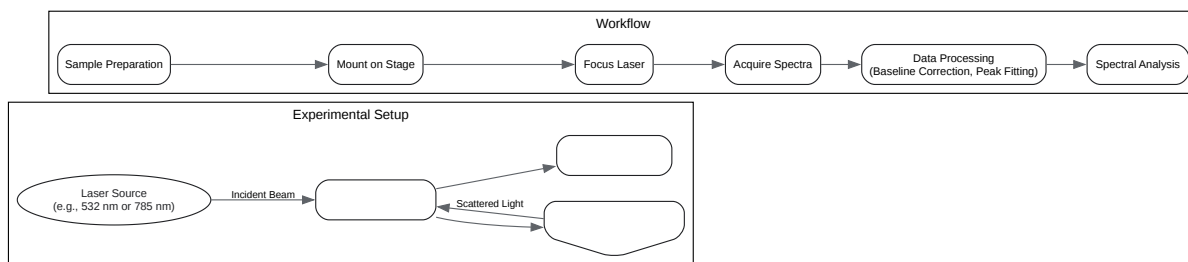 Workflow
Sample Preparation
Mount on Stage
Focus Laser
Acquire Spectra
Data Processing
(Baseline Correction, Peak Fitting)
Spectral Analysis
Experimental Setup
Laser Source
(e.g., 532 nm or 785 nm)
Incident Beam
Scattered Light